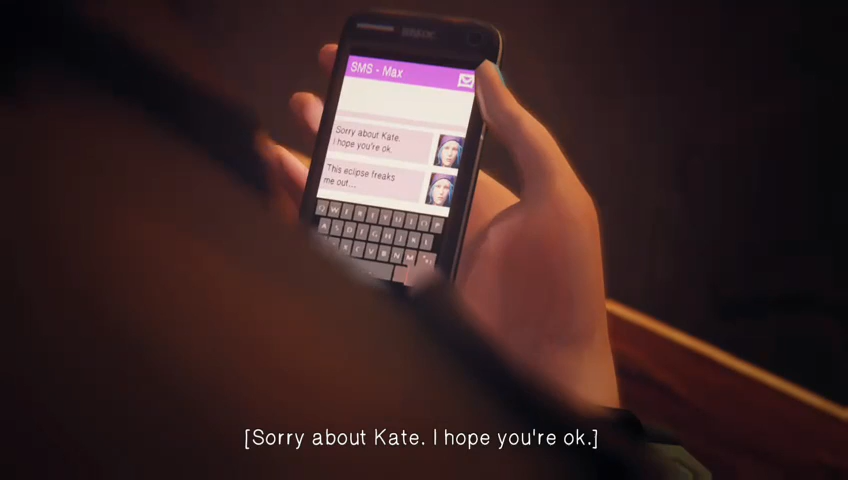 SMS - Max
Sorry about Kate.
I hope you're ok.
This eclipse freaks
me out...
[Sorry about Kate. I hope you're ok.]